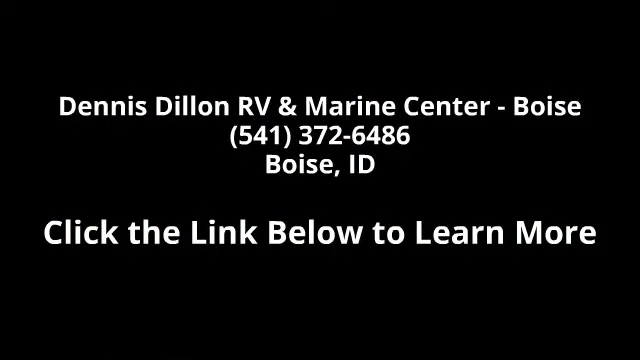 Dennis Dillon RV & Marine Center - Boise
(541) 372-6486
Boise, ID
Click the Link Below to Learn More